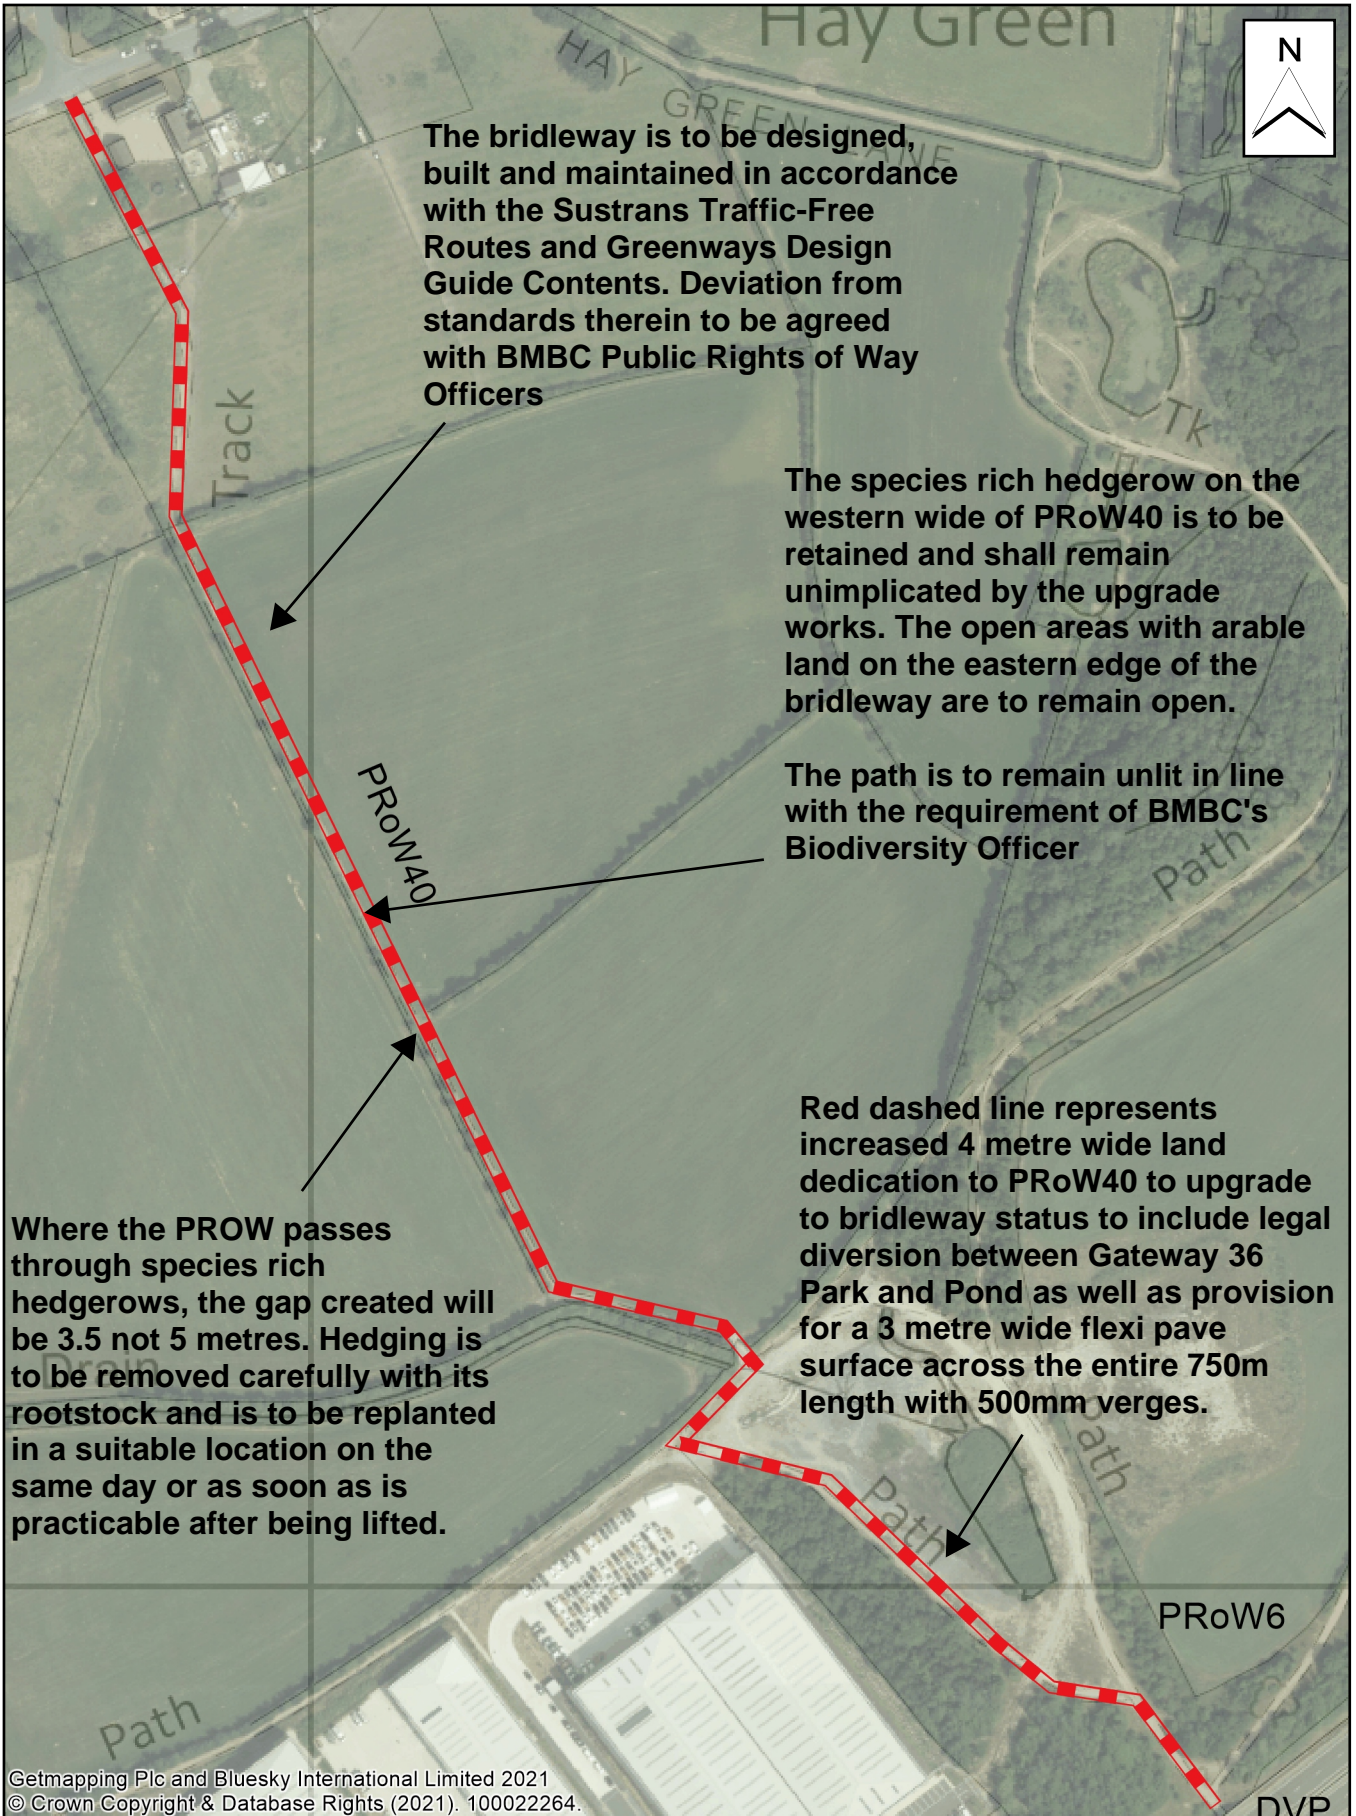 Hay Green
N
HAY GREEN LANE
The bridleway is to be designed,
built and maintained in accordance
with the Sustrans Traffic-Free
Routes and Greenways Design
Guide Contents. Deviation from
standards therein to be agreed
with BMBC Public Rights of Way
Officers
Track
Tk
The species rich hedgerow on the
western wide of PRoW40 is to be
retained and shall remain
unimplicated by the upgrade
works. The open areas with arable
land on the eastern edge of the
bridleway are to remain open.
The path is to remain unlit in line
with the requirement of BMBC's
Biodiversity Officer
PRoW40
Path
Red dashed line represents
increased 4 metre wide land
dedication to PRoW40 to upgrade
to bridleway status to include legal
diversion between Gateway 36
Park and Pond as well as provision
for a 3 metre wide flexi pave
surface across the entire 750m
length with 500mm verges.
Where the PROW passes
through species rich
hedgerows, the gap created will
be 3.5 not 5 metres. Hedging is
to be removed carefully with its
rootstock and is to be replanted
in a suitable location on the
same day or as soon as is
practicable after being lifted.
Drain
Path
Path
PRoW6
Path
Getmapping Plc and Bluesky International Limited 2021
© Crown Copyright & Database Rights (2021). 100022264.
DVP